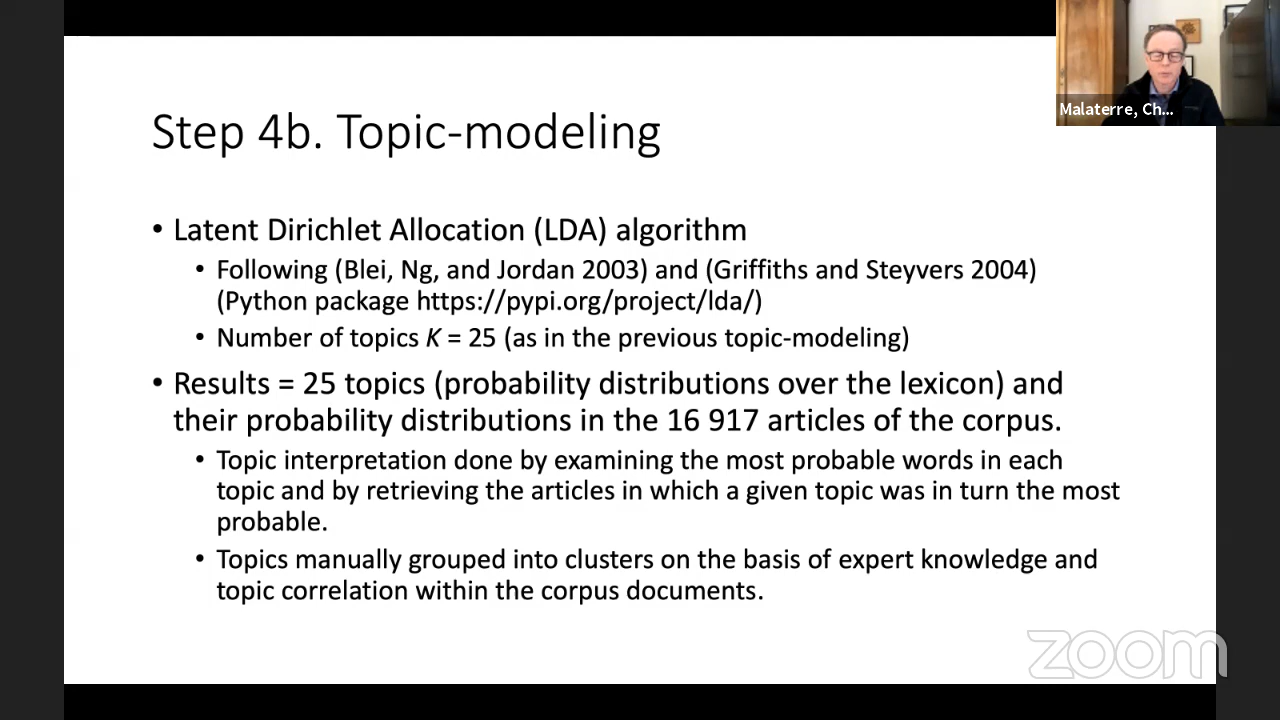 Malaterre, Ch...
Step 4b. Topic-modeling
• Latent Dirichlet Allocation (LDA) algorithm
• Following (Blei, Ng, and Jordan 2003) and (Griffiths and Steyvers 2004)
(Python package https://pypi.org/project/lda/)
• Number of topics K = 25 (as in the previous topic-modeling)
• Results = 25 topics (probability distributions over the lexicon) and
their probability distributions in the 16 917 articles of the corpus.
• Topic interpretation done by examining the most probable words in each
topic and by retrieving the articles in which a given topic was in turn the most
probable.
• Topics manually grouped into clusters on the basis of expert knowledge and
topic correlation within the corpus documents.
zoom